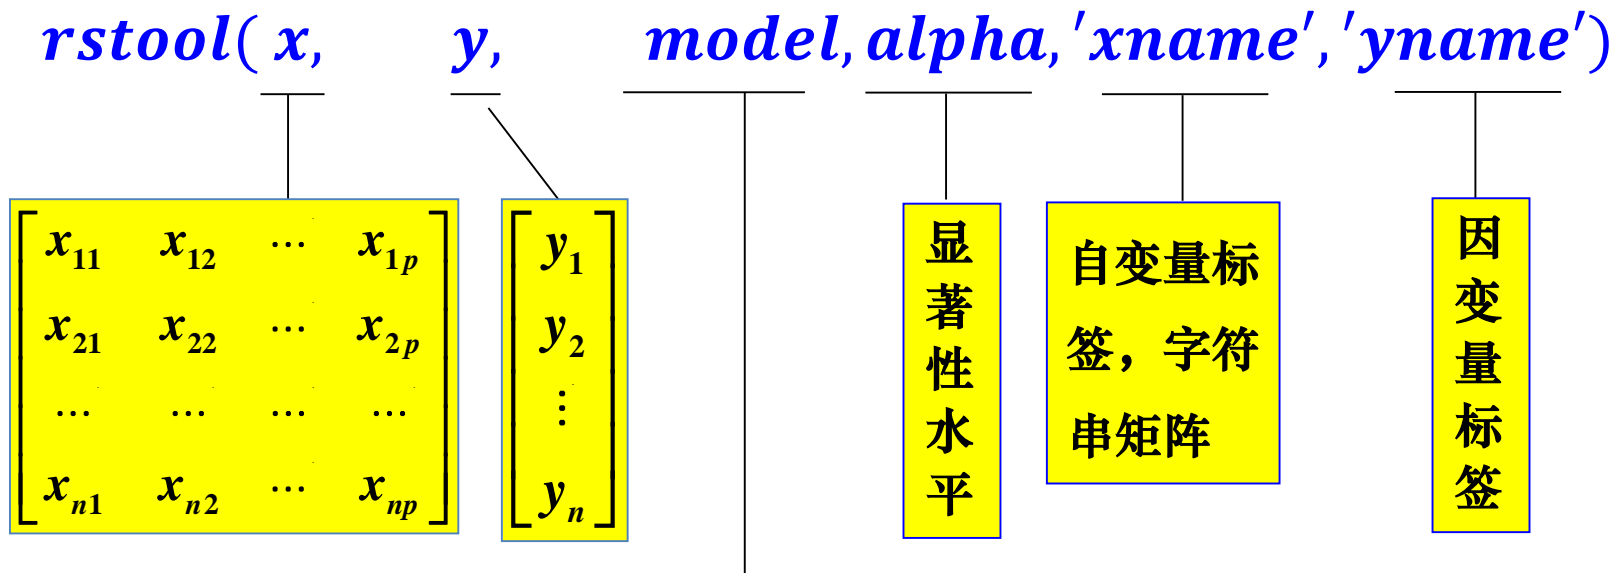 rstool( x, y, model, alpha, 'xname', 'yname')
x11 x12 ⋯ x1p
x21 x22 ⋯ x2p
⋯ ⋯ ⋯ ⋯
xn1 xn2 ⋯ xnp
y1
y2
⋮
yn
显著性水平
自变量标
签，字符
串矩阵
因变量标签